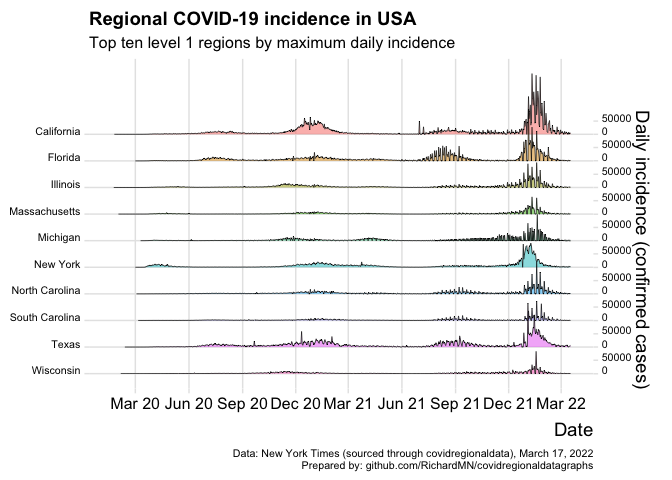 Regional COVID-19 incidence in USA
Top ten level 1 regions by maximum daily incidence
California
50000
0
Florida
50000
0
Illinois
50000
0
Massachusetts
50000
0
Michigan
50000
0
New York
50000
0
North Carolina
50000
0
South Carolina
50000
0
Texas
50000
0
Wisconsin
50000
0
Daily incidence (confirmed cases)
Mar 20 Jun 20 Sep 20 Dec 20 Mar 21 Jun 21 Sep 21 Dec 21 Mar 22
Date
Data: New York Times (sourced through covidregionaldata), March 17, 2022
Prepared by: github.com/RichardMN/covidregionaldatagraphs